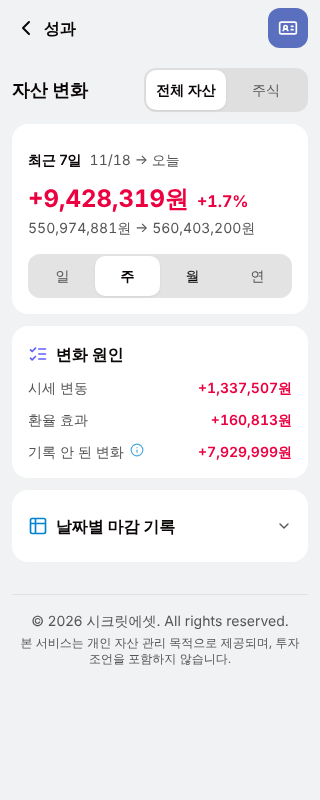 성과
자산 변화
전체 자산 주식
최근 7일 11/18 → 오늘
+9,428,319원 +1.7%
550,974,881원 → 560,403,200원
일 주 월 연
변화 원인
시세 변동 +1,337,507원
환율 효과 +160,813원
기록 안 된 변화 +7,929,999원
날짜별 마감 기록
© 2026 시크릿에셋. All rights reserved.
본 서비스는 개인 자산 관리 목적으로 제공되며, 투자
조언을 포함하지 않습니다.